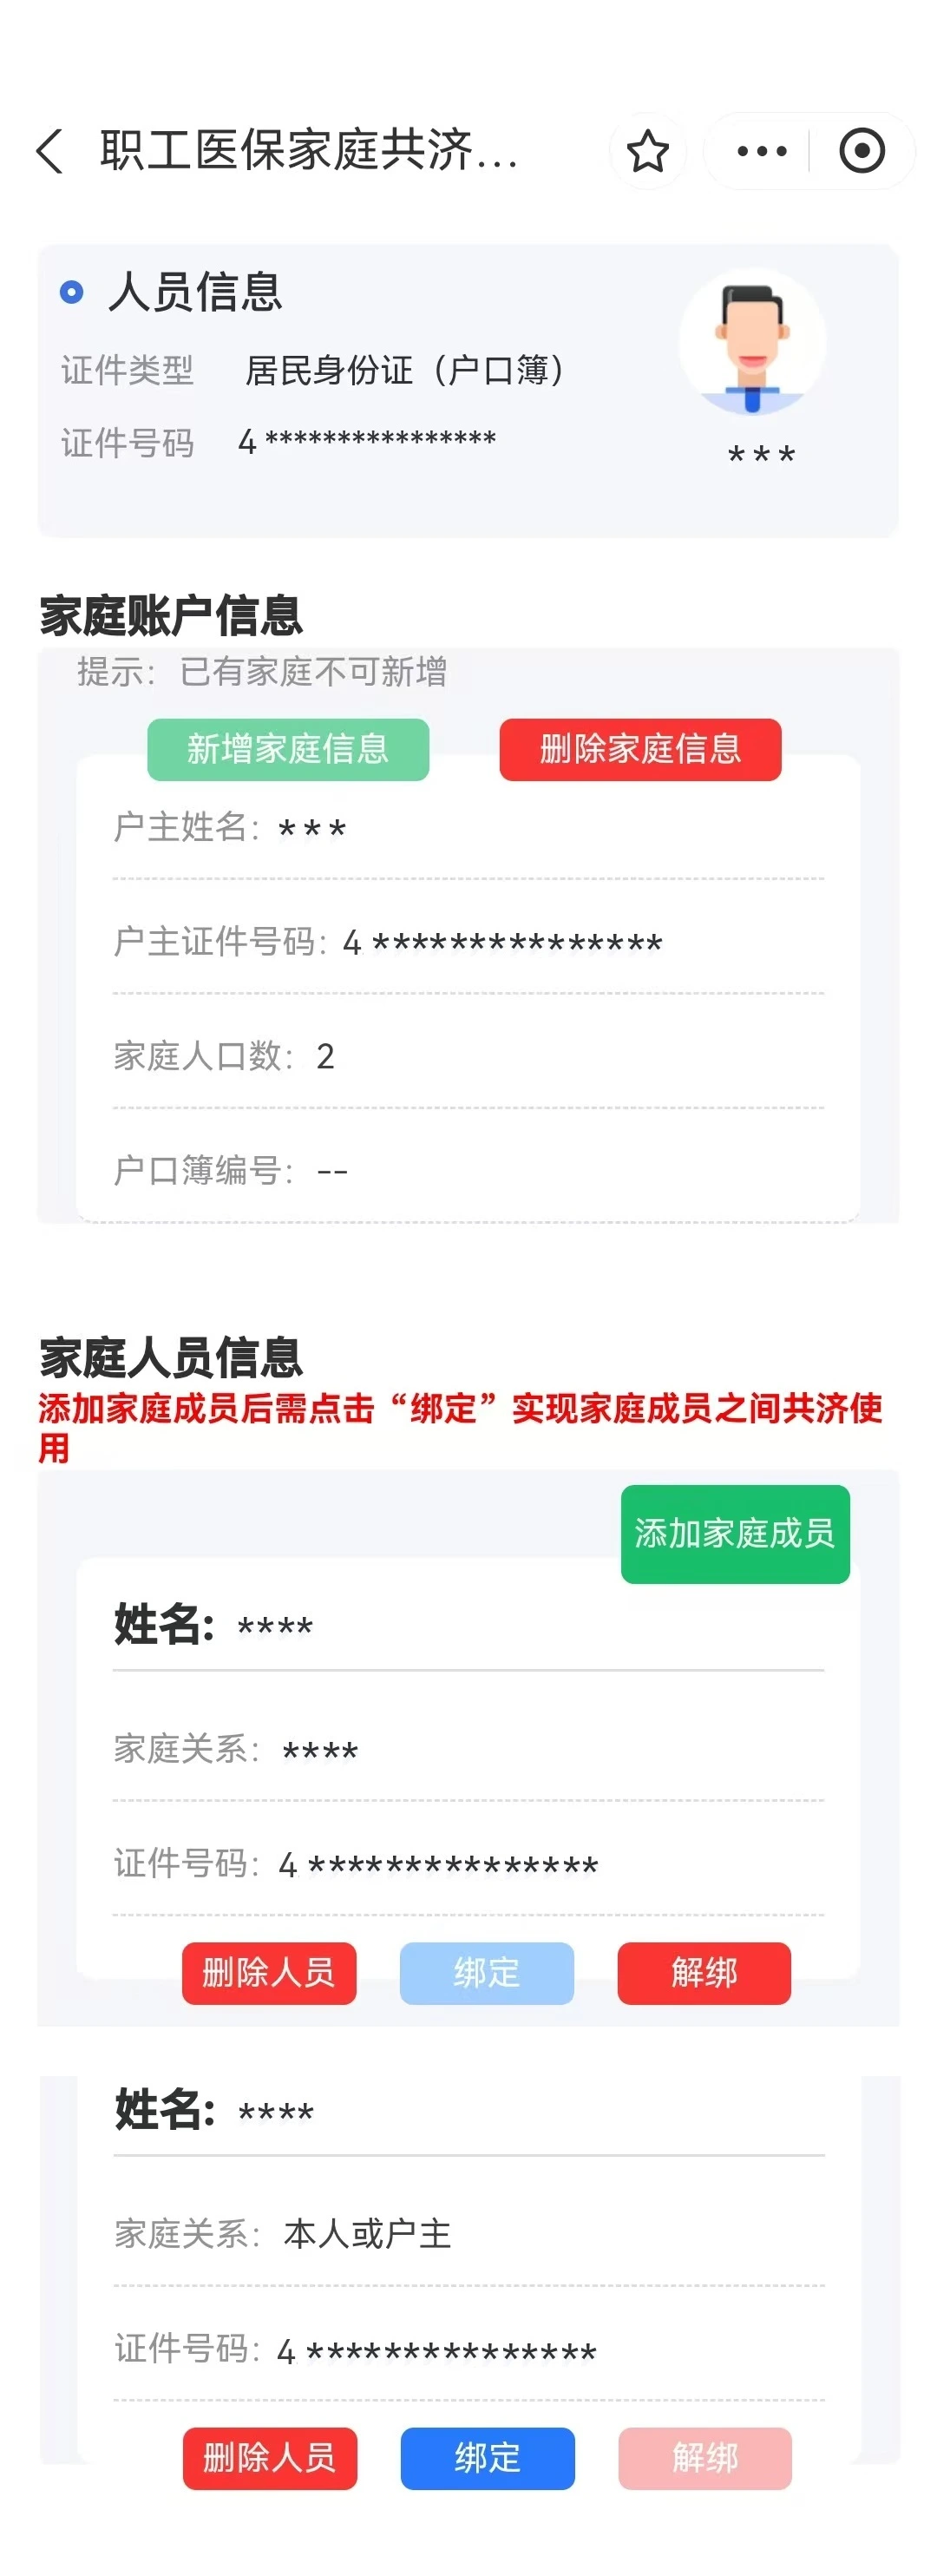 职工医保家庭共济...
人员信息
证件类型 居民身份证（户口簿）
证件号码 4 ****************
***
家庭账户信息
提示：已有家庭不可新增
新增家庭信息 删除家庭信息
户主姓名：***
户主证件号码：4 ***************
家庭人口数：2
户口簿编号：--
家庭人员信息
添加家庭成员后需点击“绑定”实现家庭成员之间共济使
用
添加家庭成员
姓名: ****
家庭关系：****
证件号码：4 ***************
删除人员 绑定 解绑
姓名: ****
家庭关系：本人或户主
证件号码：4 ***************
删除人员 绑定 解绑